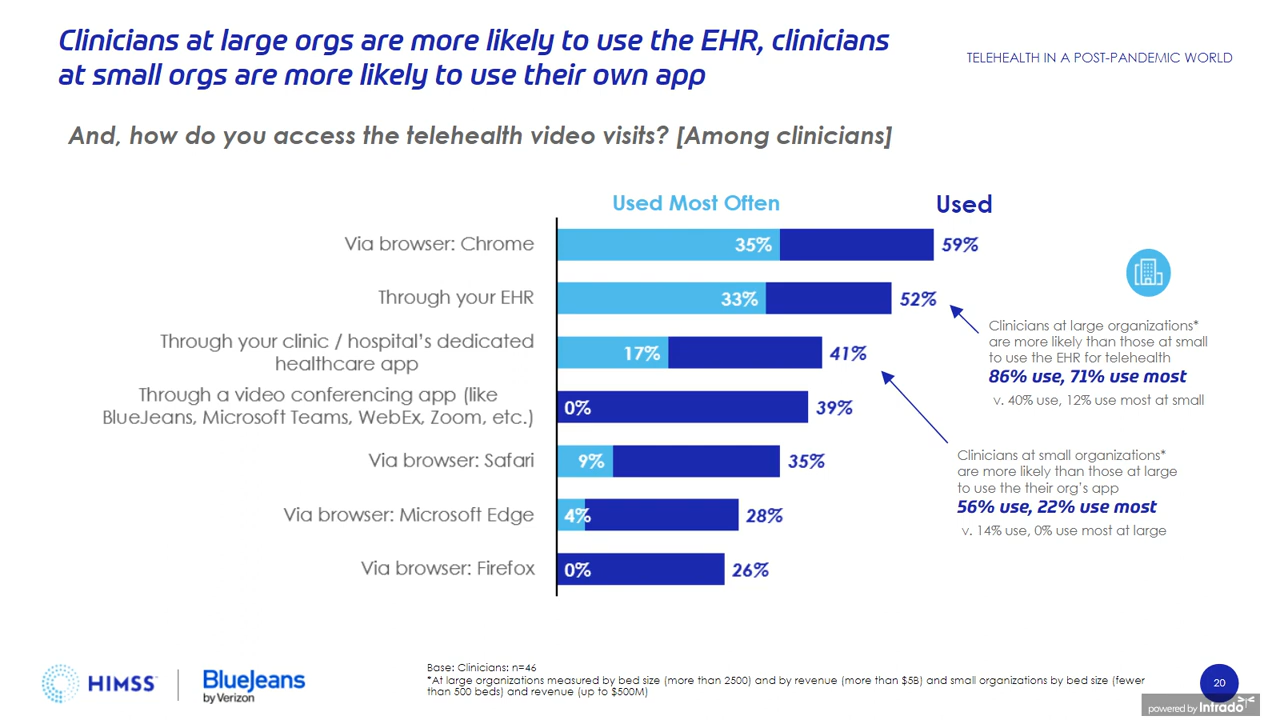 Clinicians at large orgs are more likely to use the EHR, clinicians
at small orgs are more likely to use their own app
TELEHEALTH IN A POST-PANDEMIC WORLD
And, how do you access the telehealth video visits? [Among clinicians]
Used Most Often
Used
Via browser: Chrome
35%
59%
Through your EHR
33%
52%
Through your clinic / hospital's dedicated
healthcare app
17%
41%
Through a video conferencing app (like
BlueJeans, Microsoft Teams, WebEx, Zoom, etc.)
0%
39%
Via browser: Safari
9%
35%
Via browser: Microsoft Edge
4%
28%
Via browser: Firefox
0%
26%
Clinicians at large organizations*
are more likely than those at small
to use the EHR for telehealth
86% use, 71% use most
v. 40% use, 12% use most at small
Clinicians at small organizations*
are more likely than those at large
to use the their org's app
56% use, 22% use most
v. 14% use, 0% use most at large
HIMSS
BlueJeans
by Verizon
Base: Clinicians: n=46
*At large organizations measured by bed size (more than 2500) and by revenue (more than $5B) and small organizations by bed size (fewer
than 500 beds) and revenue (up to $500M)
20
powered by Intrado